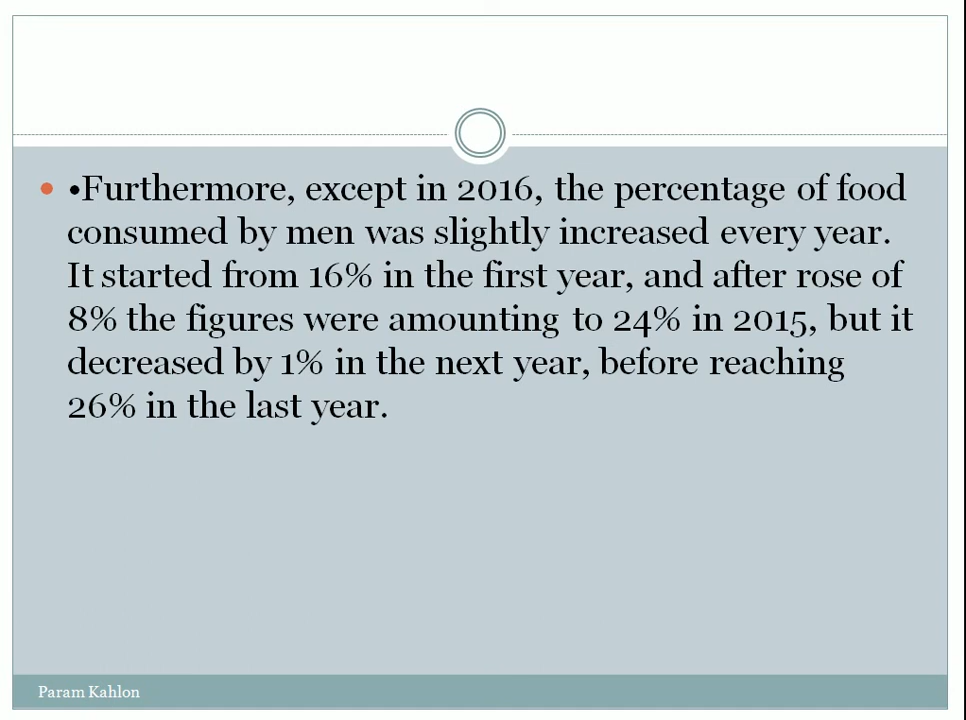 •Furthermore, except in 2016, the percentage of food
consumed by men was slightly increased every year.
It started from 16% in the first year, and after rose of
8% the figures were amounting to 24% in 2015, but it
decreased by 1% in the next year, before reaching
26% in the last year.
Param Kahlon